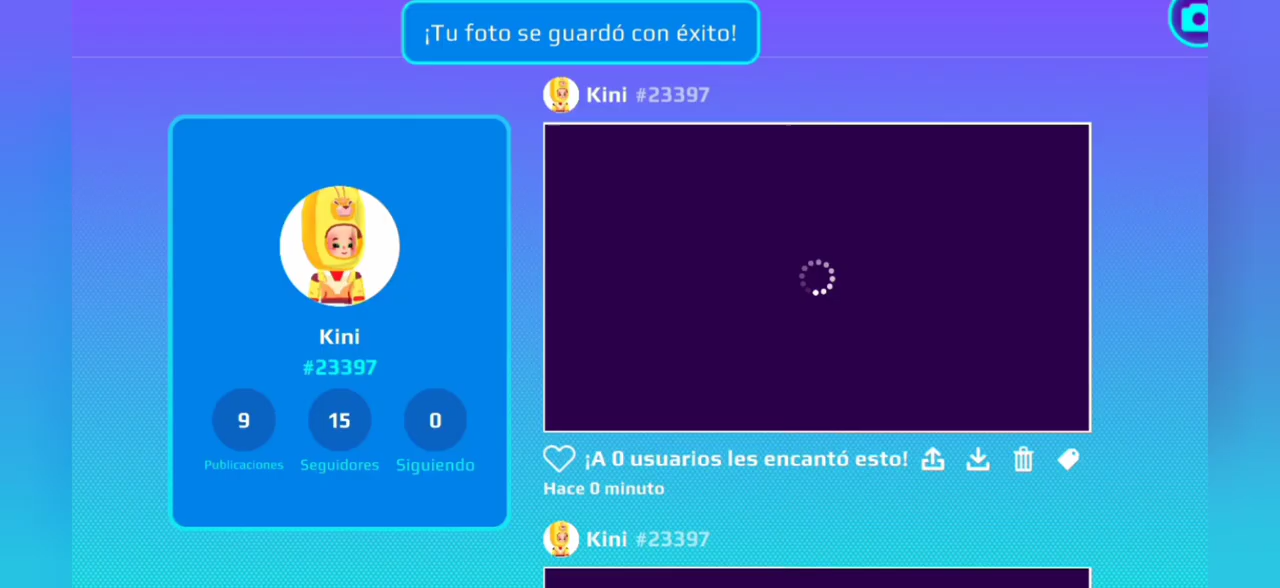 ¡Tu foto se guardó con éxito!
Kini #23397
Kini
#23397
9 15 0
Publicaciones Seguidores Siguiendo
¡A 0 usuarios les encantó esto!
Hace 0 minuto
Kini #23397